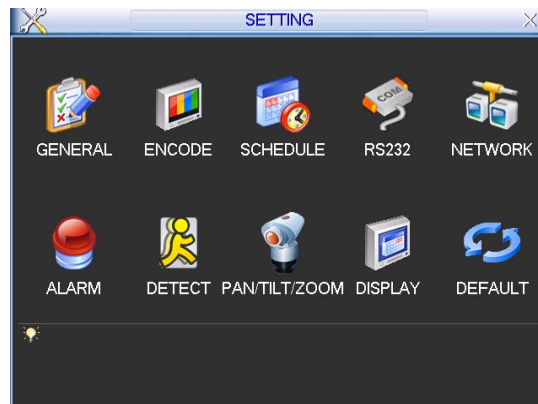 SETTING
GENERAL ENCODE SCHEDULE RS232 NETWORK
COM
ALARM DETECT PAN/TILT/ZOOM DISPLAY DEFAULT